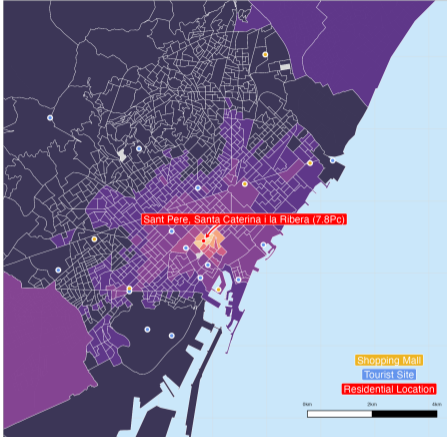 Sant Pere, Santa Caterina i la Ribera (7.8Pc)
Shopping Mall
Tourist Site
Residential Location
0km 2km 4km